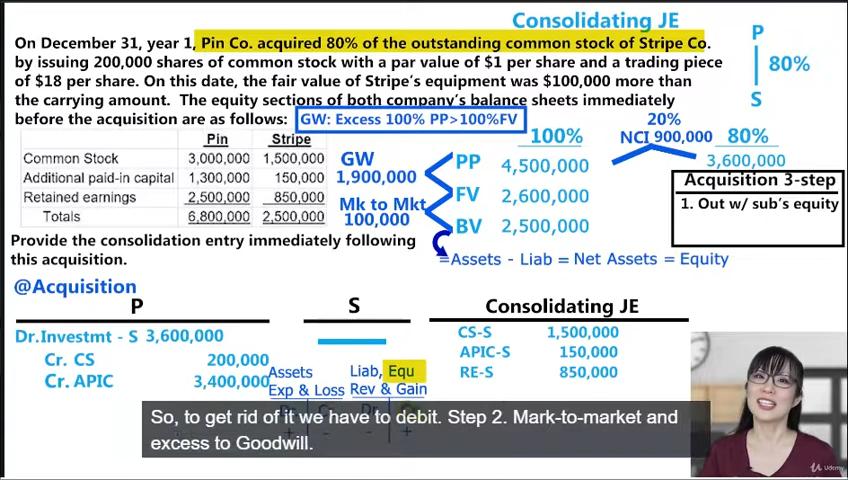 Consolidating JE
On December 31, year 1, Pin Co. acquired 80% of the outstanding common stock of Stripe Co.
by issuing 200,000 shares of common stock with a par value of $1 per share and a trading piece
of $18 per share. On this date, the fair value of Stripe's equipment was $100,000 more than
the carrying amount. The equity sections of both company's balance sheets immediately
before the acquisition are as follows:
GW: Excess 100% PP>100%FV
P
80%
S
Pin Stripe
Common Stock 3,000,000 1,500,000
Additional paid-in capital 1,300,000 150,000
Retained earnings 2,500,000 850,000
Totals 6,800,000 2,500,000
Provide the consolidation entry immediately following
this acquisition.
GW
1,900,000
Mk to Mkt
100,000
100%
PP 4,500,000
FV 2,600,000
BV 2,500,000
=Assets - Liab = Net Assets = Equity
20%
NCI 900,000
80%
3,600,000
Acquisition 3-step
1. Out w/ sub's equity
@Acquisition
P
Dr.Investmt - S 3,600,000
Cr. CS 200,000
Cr. APIC 3,400,000
S
Assets Liab, Equ
Exp & Loss Rev & Gain
Consolidating JE
CS-S 1,500,000
APIC-S 150,000
RE-S 850,000
So, to get rid of it we have to debit. Step 2. Mark-to-market and
excess to Goodwill.
Udemy